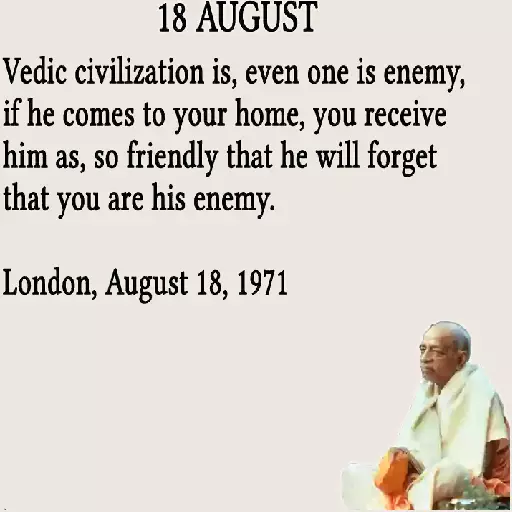 18 AUGUST
Vedic civilization is, even one is enemy,
if he comes to your home, you receive
him as, so friendly that he will forget
that you are his enemy.
London, August 18, 1971